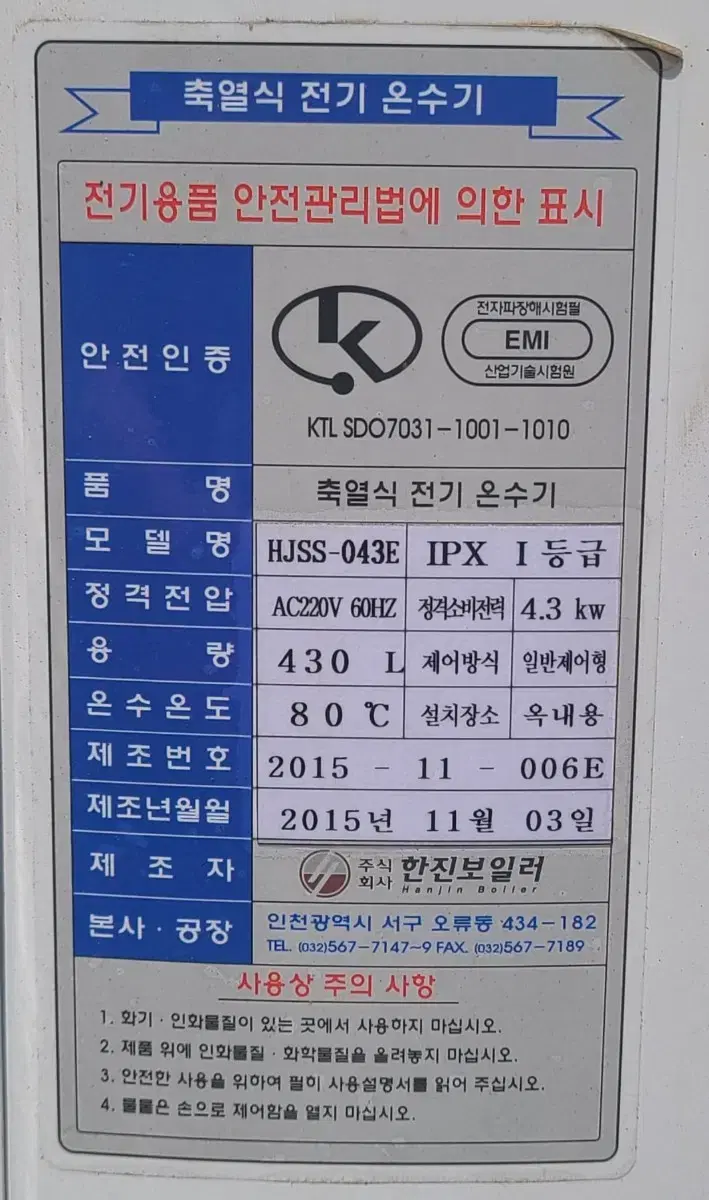 축열식 전기 온수기
전기용품 안전관리법에 의한 표시
안전인증
전자파장해시험필
EMI
산업기술시험원
KTL SDO7031-1001-1010
품 명 축열식 전기 온수기
모델명 HJSS-043E IPX I 등급
정격전압 AC220V 60HZ 정격소비전력 4.3 kw
용 량 430 L 제어방식 일반제어형
온수온도 80℃ 설치장소 옥내용
제조번호 2015 - 11 - 006E
제조년월일 2015년 11월 03일
제 조 자 주식회사 한진보일러
Hanjin Boiler
본사·공장 인천광역시 서구 오류동 434-182
TEL. (032)567-7147~9 FAX. (032)567-7189
사용상 주의 사항
1. 화기·인화물질이 있는 곳에서 사용하지 마십시오.
2. 제품 위에 인화물질·화학물질을 올려놓지 마십시오.
3. 안전한 사용을 위하여 필히 사용설명서를 읽어 주십시오.
4. 물묻은 손으로 제어함을 열지 마십시오.